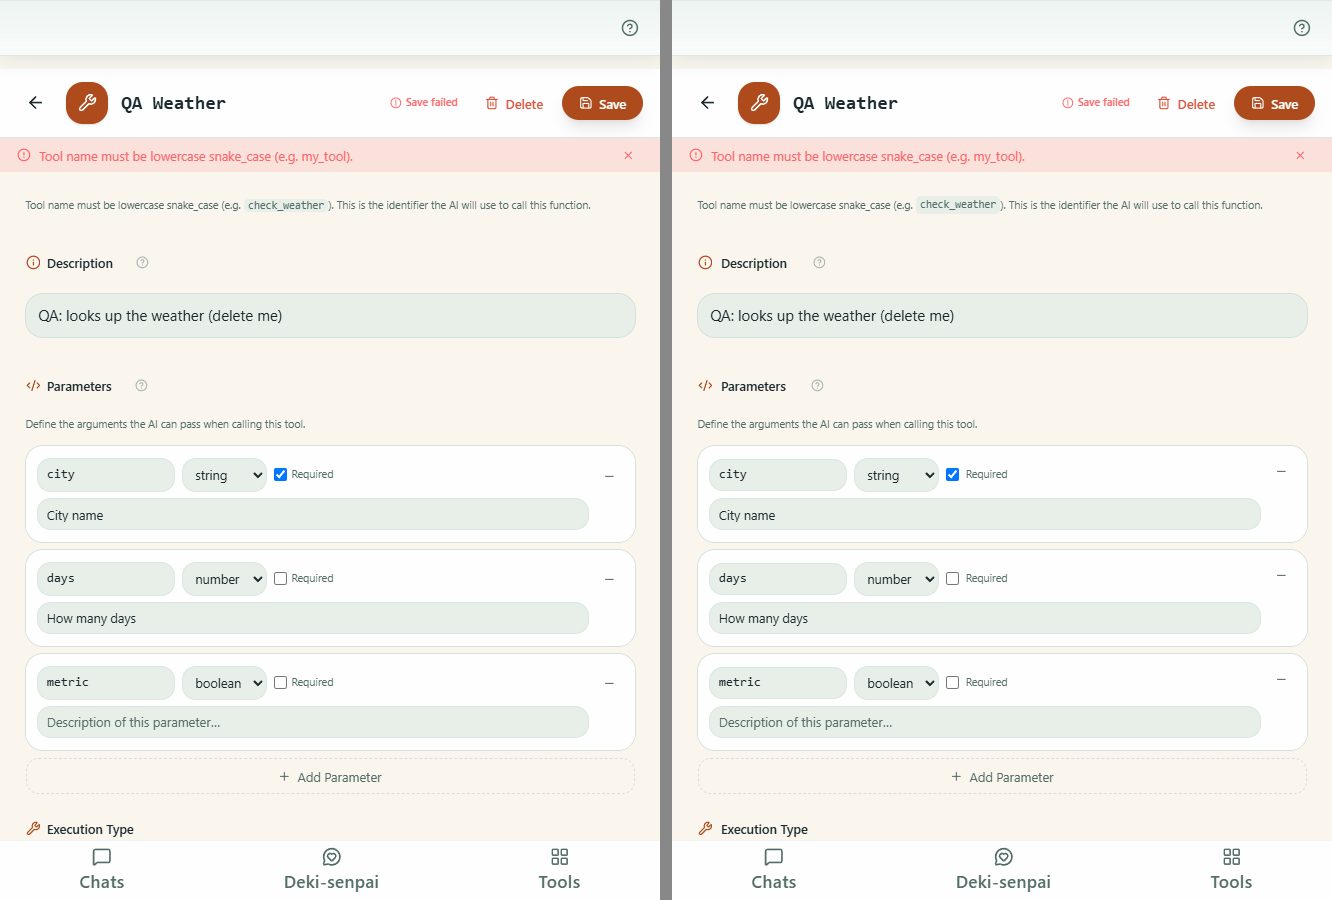 QA Weather
Save failed
Delete
Save
Tool name must be lowercase snake_case (e.g. my_tool).
Tool name must be lowercase snake_case (e.g. check_weather ). This is the identifier the AI will use to call this function.
Description
QA: looks up the weather (delete me)
Parameters
Define the arguments the AI can pass when calling this tool.
city string Required
City name
days number Required
How many days
metric boolean Required
Description of this parameter...
+ Add Parameter
Execution Type
Chats Deki-senpai Tools
QA Weather
Save failed
Delete
Save
Tool name must be lowercase snake_case (e.g. my_tool).
Tool name must be lowercase snake_case (e.g. check_weather ). This is the identifier the AI will use to call this function.
Description
QA: looks up the weather (delete me)
Parameters
Define the arguments the AI can pass when calling this tool.
city string Required
City name
days number Required
How many days
metric boolean Required
Description of this parameter...
+ Add Parameter
Execution Type
Chats Deki-senpai Tools